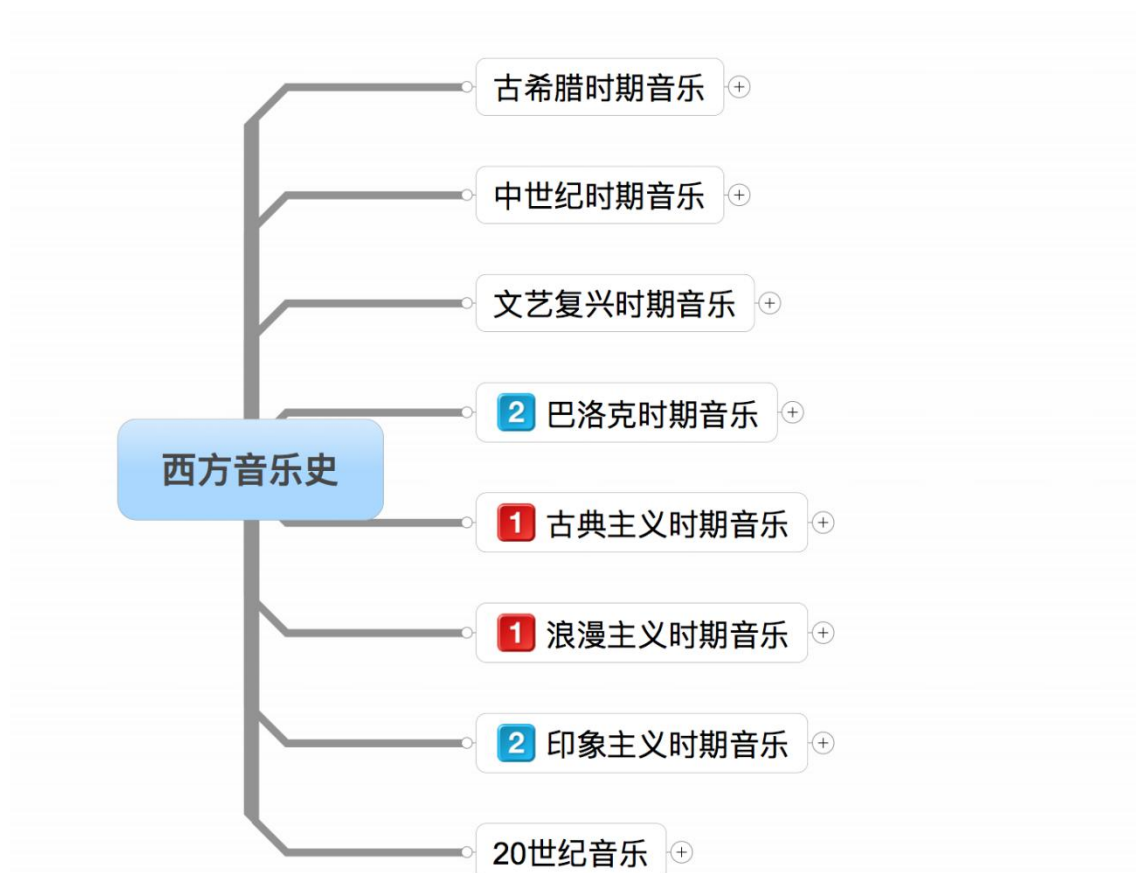 古希腊时期音乐
中世纪时期音乐
文艺复兴时期音乐
2 巴洛克时期音乐
西方音乐史
1 古典主义时期音乐
1 浪漫主义时期音乐
2 印象主义时期音乐
20世纪音乐